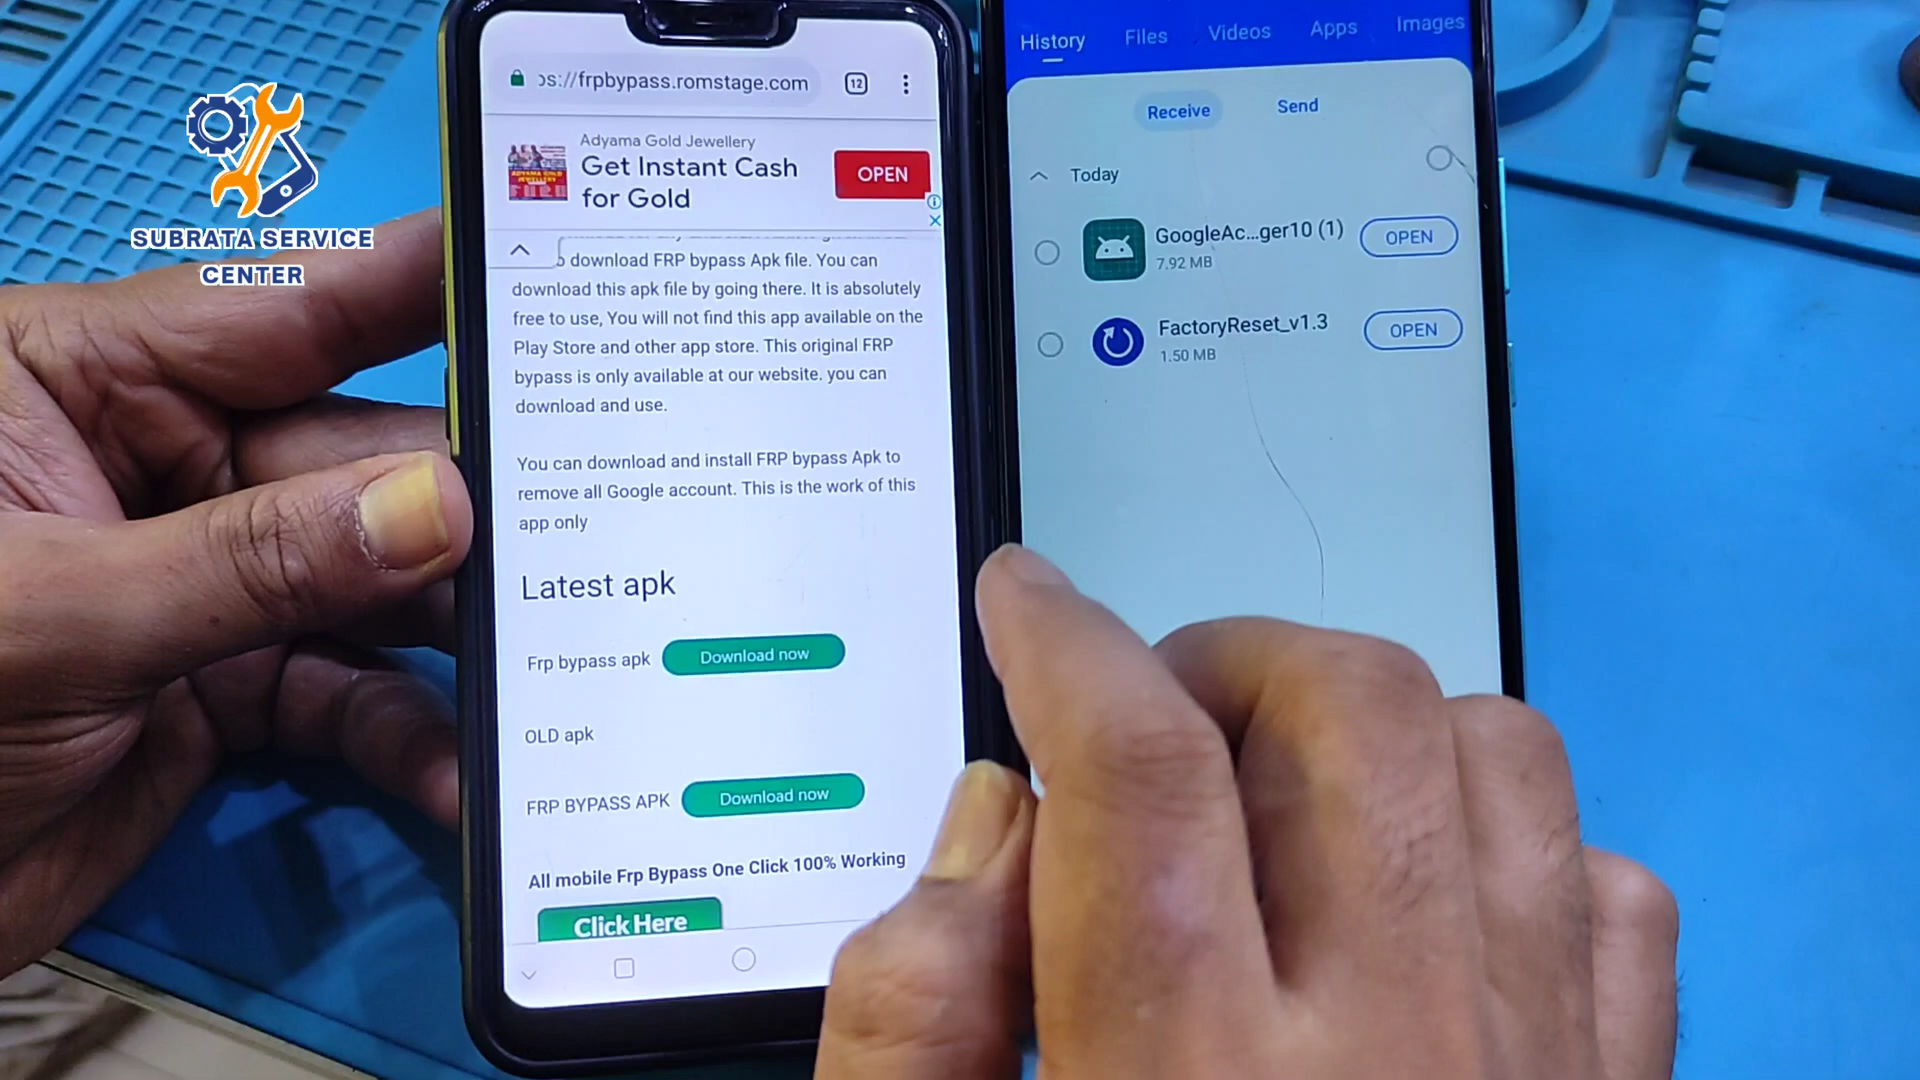 SUBRATA SERVICE
CENTER
ps://frpbypass.romstage.com
12
Adyama Gold Jewellery
Get Instant Cash
for Gold
OPEN
download FRP bypass Apk file. You can
download this apk file by going there. It is absolutely
free to use, You will not find this app available on the
Play Store and other app store. This original FRP
bypass is only available at our website. you can
download and use.
You can download and install FRP bypass Apk to
remove all Google account. This is the work of this
app only
Latest apk
Frp bypass apk
Download now
OLD apk
FRP BYPASS APK
Download now
All mobile Frp Bypass One Click 100% Working
Click Here
History Files Videos Apps Images
Receive Send
Today
GoogleAc...ger10 (1)
7.92 MB
OPEN
FactoryReset_v1.3
1.50 MB
OPEN